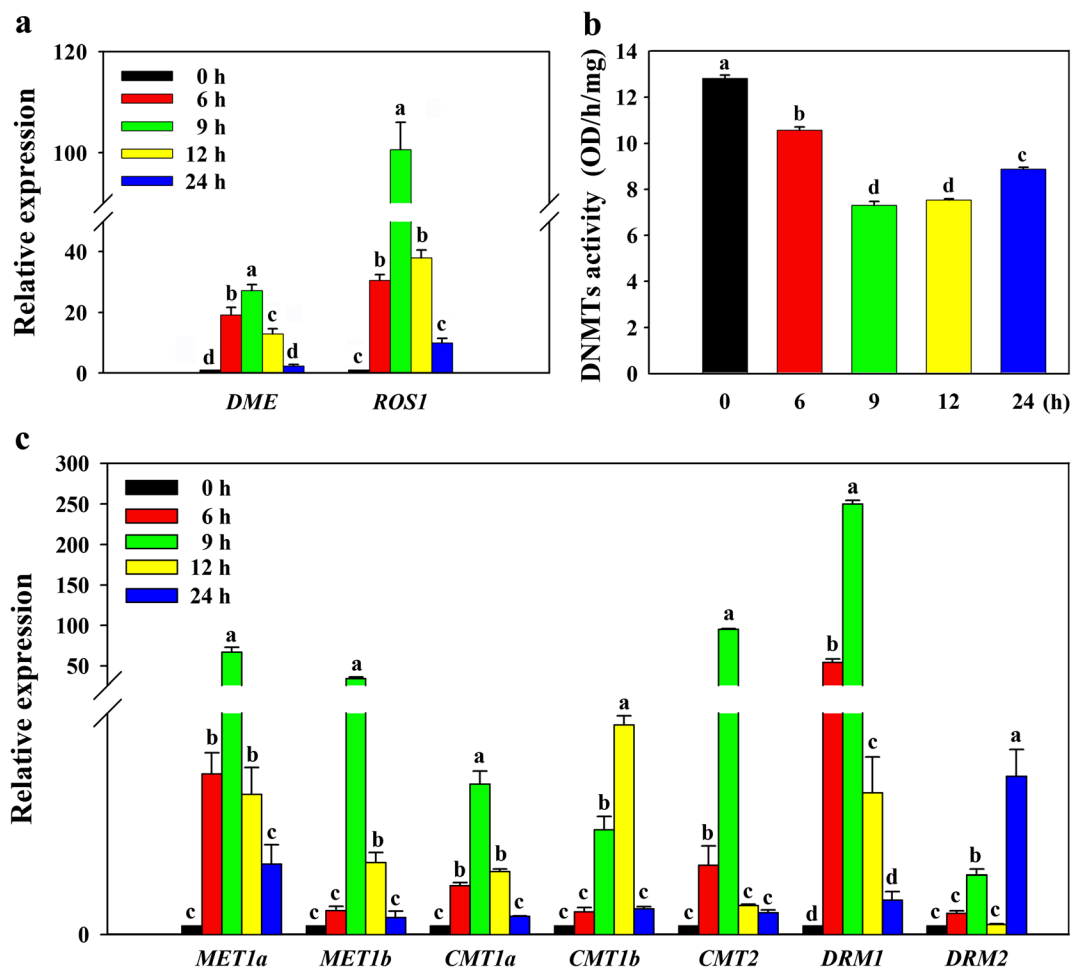 a
120
100
40
20
0
Relative expression
0 h
6 h
9 h
12 h
24 h
d b a c d
c b a b c
DME ROS1
b
14
12
10
8
6
4
2
0
DNMTs activity (OD/h/mg)
a b d d c
0 6 9 12 24 (h)
c
300
250
200
150
100
50
0
Relative expression
0 h
6 h
9 h
12 h
24 h
c b a b c
c c a b c
c b a b c
c c b a c
c b a c c
d b a c d
c c b c a
MET1a MET1b CMT1a CMT1b CMT2 DRM1 DRM2